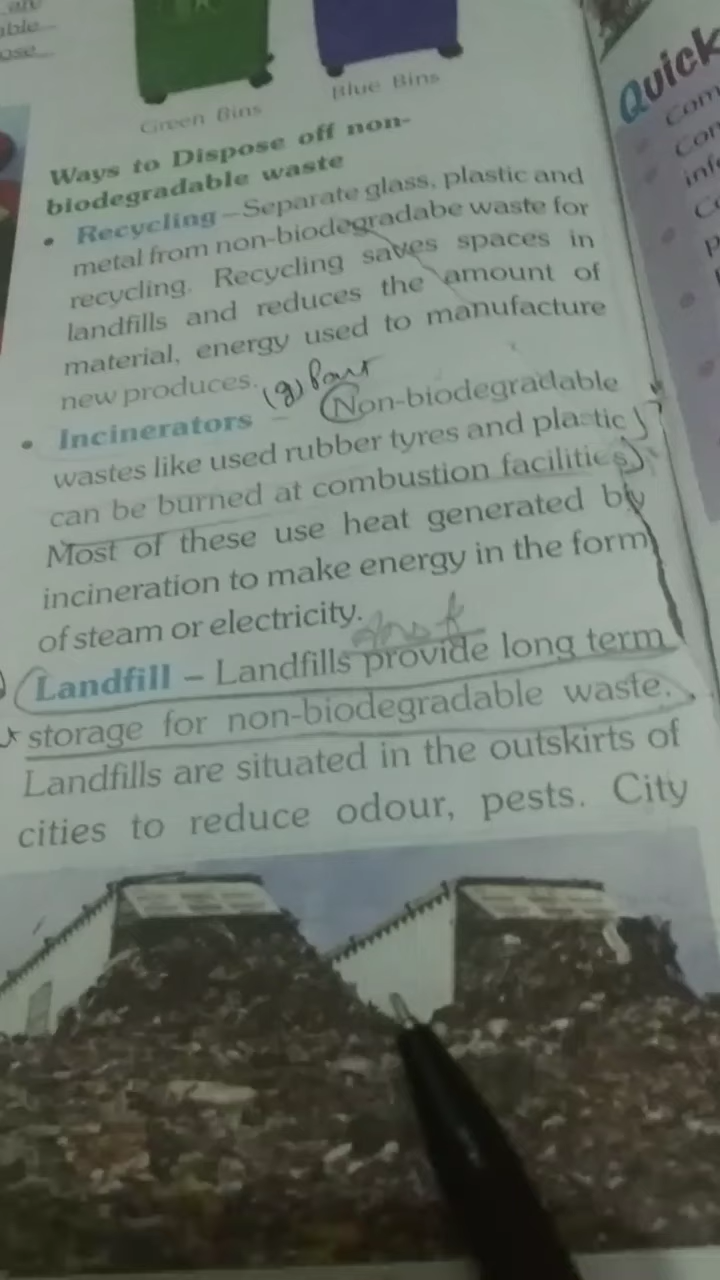 able
ose
Green Bins
Blue Bins
Ways to Dispose off non-
biodegradable waste
• Recycling – Separate glass, plastic and
metal from non-biodegradabe waste for
recycling. Recycling saves spaces in
landfills and reduces the amount of
material, energy used to manufacture
new produces.
(g)
• Incinerators – Non-biodegradable
wastes like used rubber tyres and plastic
can be burned at combustion facilities.
Most of these use heat generated by
incineration to make energy in the form
of steam or electricity.
Landfill – Landfills provide long term
storage for non-biodegradable waste.
Landfills are situated in the outskirts of
cities to reduce odour, pests. City
Quick
Com
Con
inf